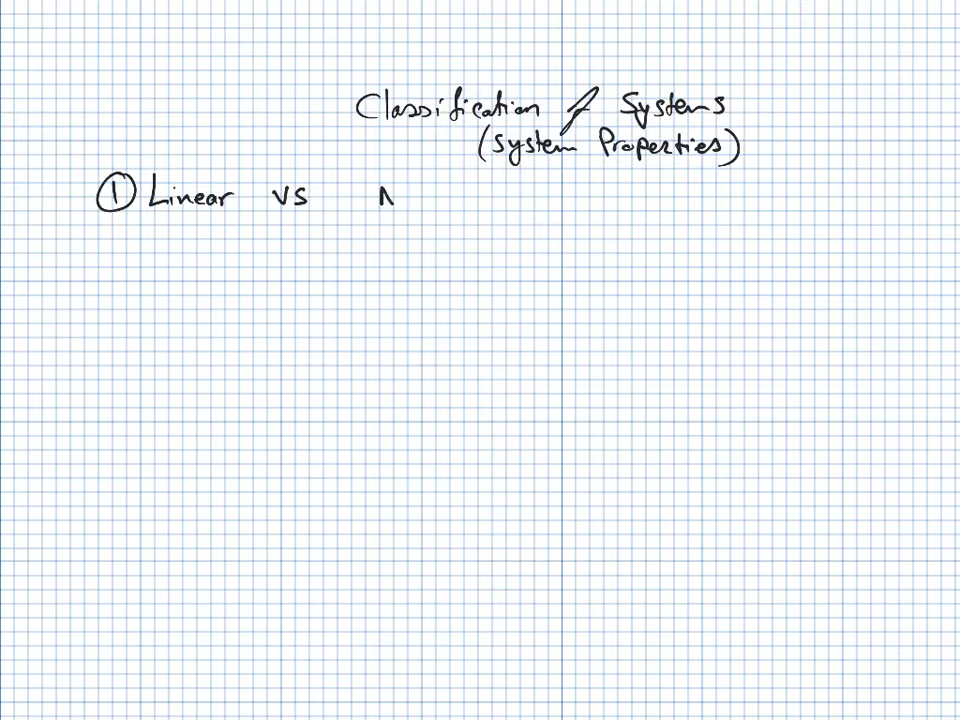 Classification of Systems
(System Properties)
① Linear vs